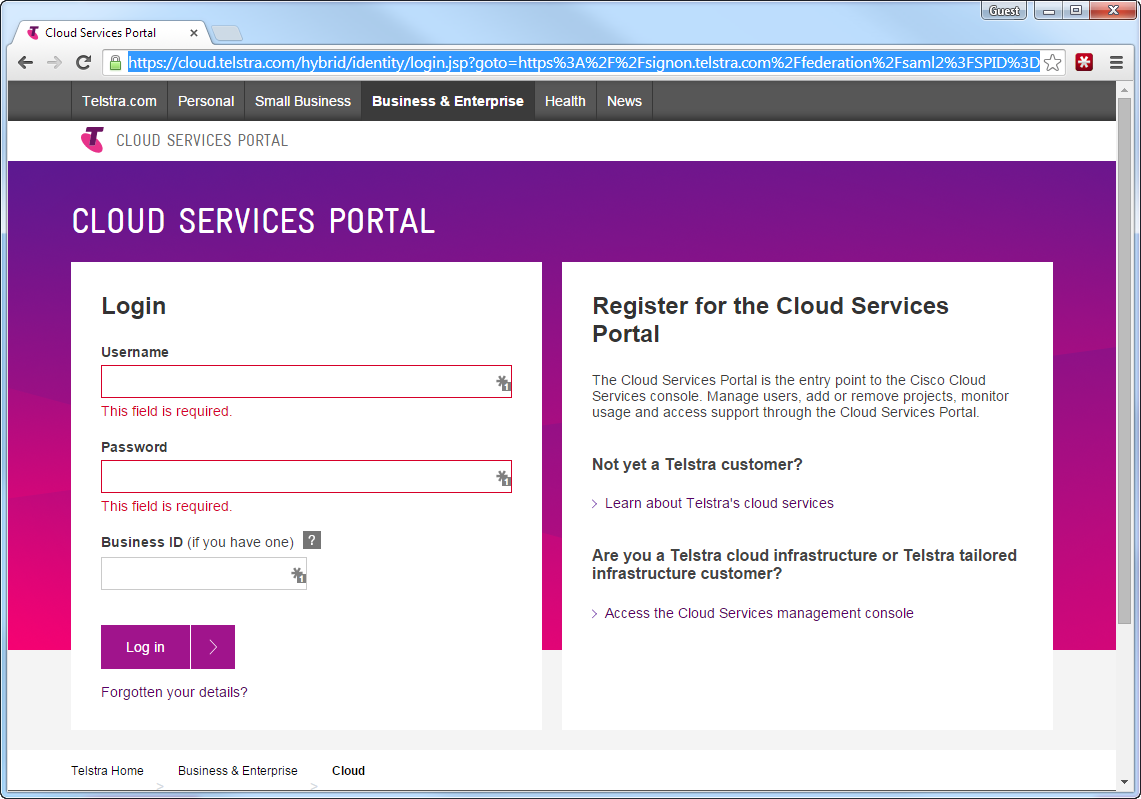 Guest
Cloud Services Portal
https://cloud.telstra.com/hybrid/identity/login.jsp?goto=https%3A%2F%2Fsignon.telstra.com%2Ffederation%2Fsaml2%3FSPID%3D
Telstra.com Personal Small Business Business & Enterprise Health News
T CLOUD SERVICES PORTAL
CLOUD SERVICES PORTAL
Login
Username
1
This field is required.
Password
1
This field is required.
Business ID (if you have one) ?
1
Log in
Forgotten your details?
Register for the Cloud Services
Portal
The Cloud Services Portal is the entry point to the Cisco Cloud
Services console. Manage users, add or remove projects, monitor
usage and access support through the Cloud Services Portal.
Not yet a Telstra customer?
Learn about Telstra's cloud services
Are you a Telstra cloud infrastructure or Telstra tailored
infrastructure customer?
Access the Cloud Services management console
Telstra Home > Business & Enterprise > Cloud